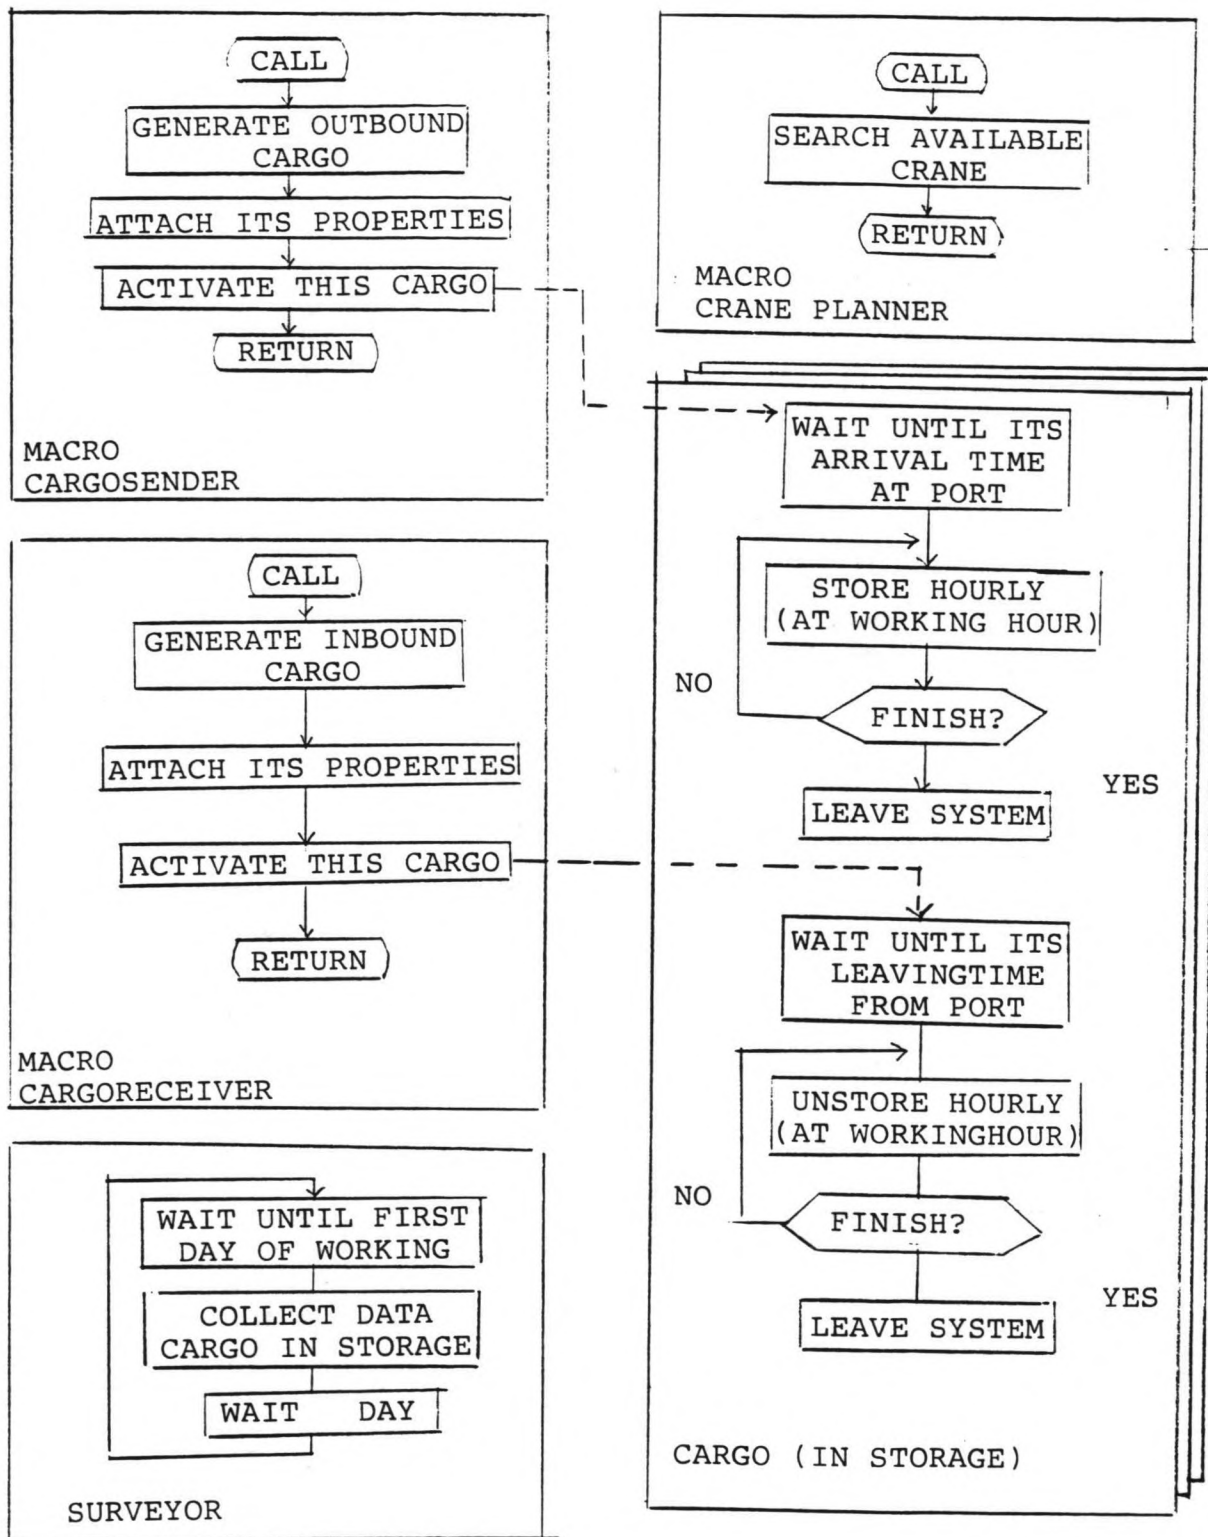 CALL
GENERATE OUTBOUND
CARGO
ATTACH ITS PROPERTIES
ACTIVATE THIS CARGO
RETURN
MACRO
CARGOSENDER
CALL
SEARCH AVAILABLE
CRANE
RETURN
MACRO
CRANE PLANNER
CALL
GENERATE INBOUND
CARGO
ATTACH ITS PROPERTIES
ACTIVATE THIS CARGO
RETURN
MACRO
CARGORECEIVER
WAIT UNTIL ITS
ARRIVAL TIME
AT PORT
STORE HOURLY
(AT WORKING HOUR)
NO
FINISH?
YES
LEAVE SYSTEM
WAIT UNTIL ITS
LEAVINGTIME
FROM PORT
UNSTORE HOURLY
(AT WORKINGHOUR)
NO
FINISH?
YES
LEAVE SYSTEM
CARGO (IN STORAGE)
WAIT UNTIL FIRST
DAY OF WORKING
COLLECT DATA
CARGO IN STORAGE
WAIT DAY
SURVEYOR